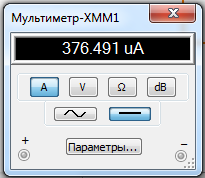 Мультиметр-XMM1
376.491 uA
A V Ω dB
+ Параметры... −